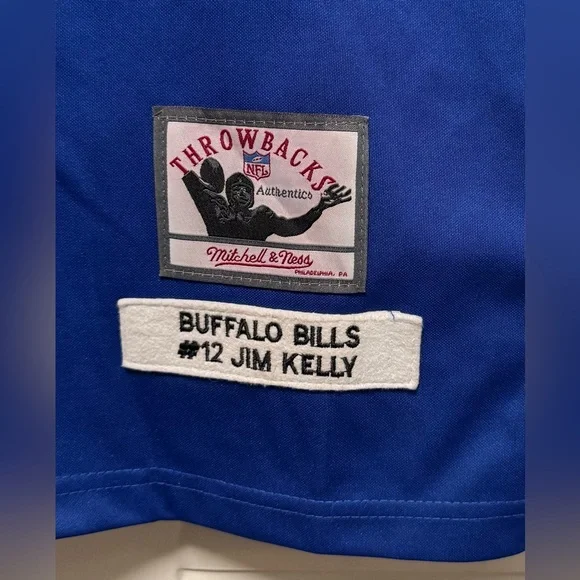 THROWBACKS
NFL
Authentics
Mitchell & Ness
PHILADELPHIA, PA
BUFFALO BILLS
#12 JIM KELLY